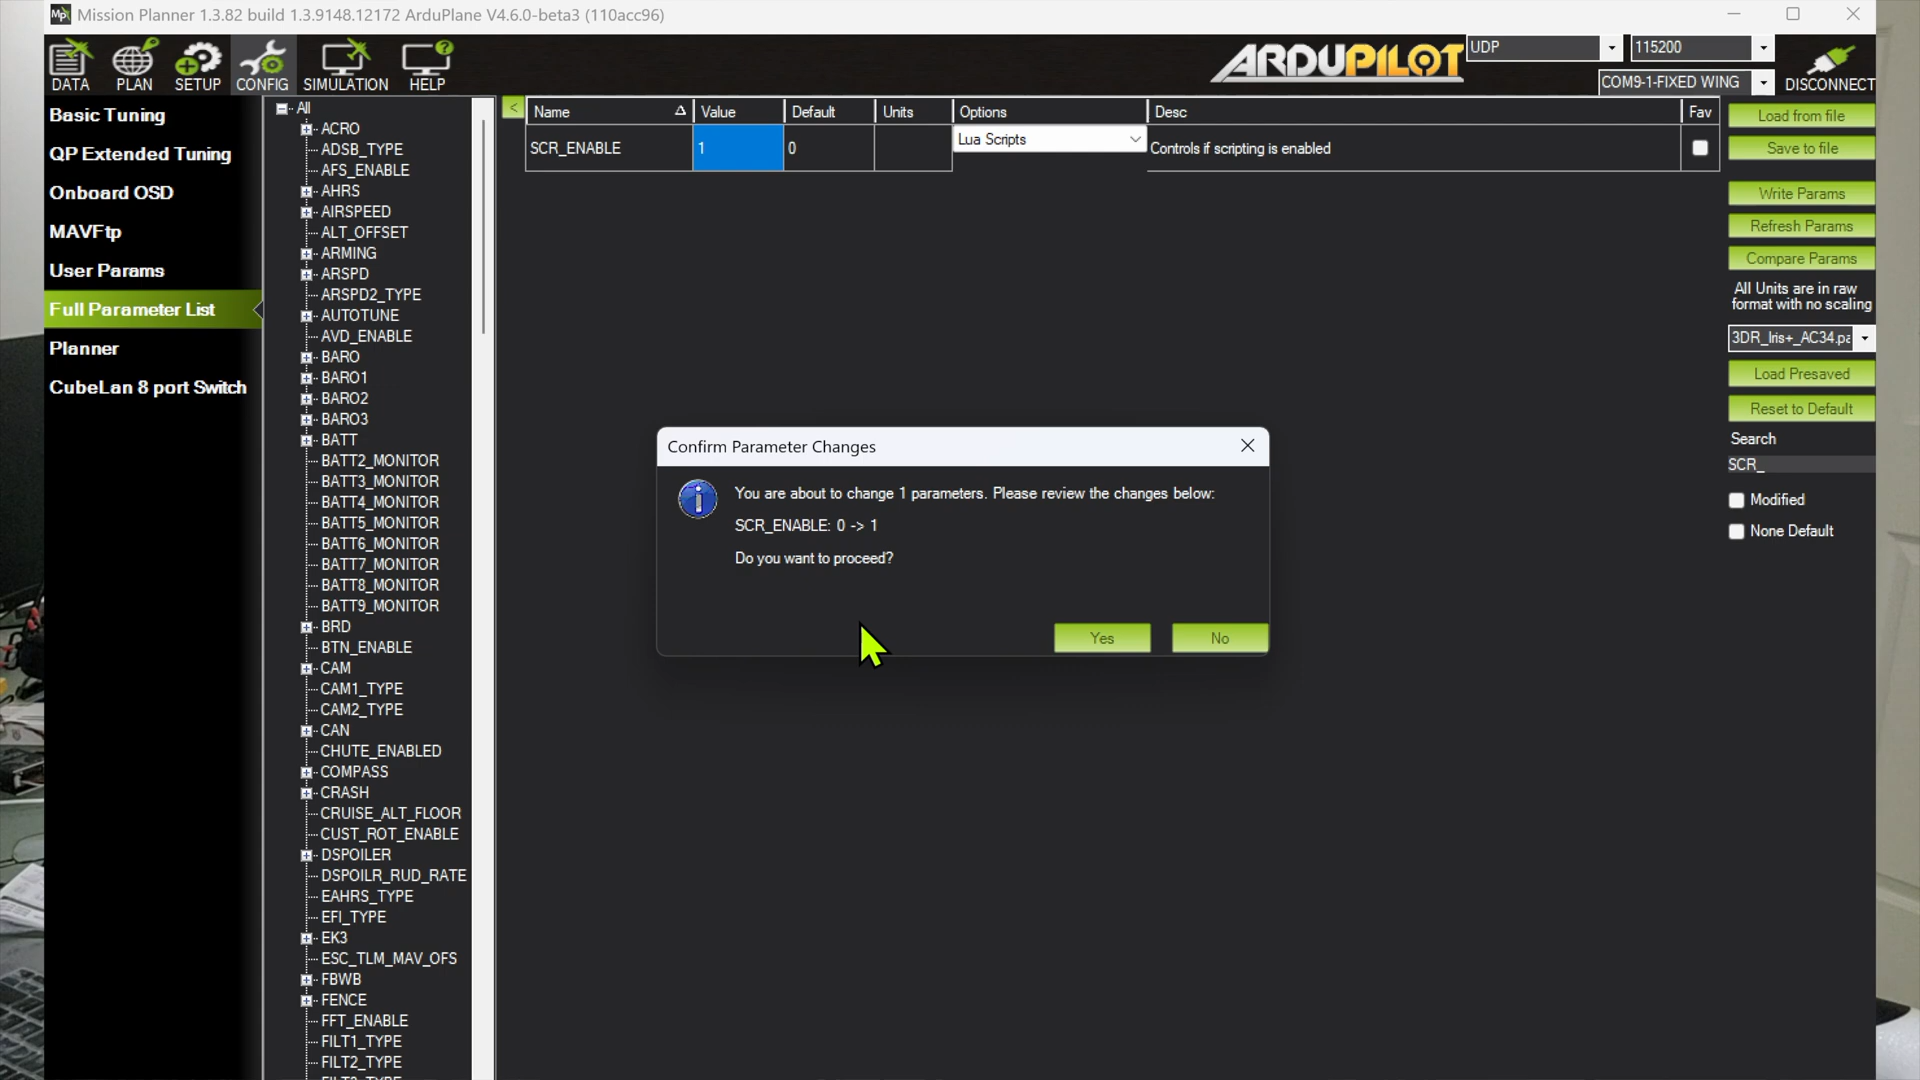 Mission Planner 1.3.82 build 1.3.9148.12172 ArduPlane V4.6.0-beta3 (110acc96)
DATA
PLAN
SETUP
CONFIG
SIMULATION
HELP
ARDUPILOT
UDP
115200
COM9-1-FIXED WING
DISCONNECT
Basic Tuning
QP Extended Tuning
Onboard OSD
MAVFtp
User Params
Full Parameter List
Planner
CubeLan 8 port Switch
All
ACRO
ADSB_TYPE
AFS_ENABLE
AHRS
AIRSPEED
ALT_OFFSET
ARMING
ARSPD
ARSPD2_TYPE
AUTOTUNE
AVD_ENABLE
BARO
BARO1
BARO2
BARO3
BATT
BATT2_MONITOR
BATT3_MONITOR
BATT4_MONITOR
BATT5_MONITOR
BATT6_MONITOR
BATT7_MONITOR
BATT8_MONITOR
BATT9_MONITOR
BRD
BTN_ENABLE
CAM
CAM1_TYPE
CAM2_TYPE
CAN
CHUTE_ENABLED
COMPASS
CRASH
CRUISE_ALT_FLOOR
CUST_ROT_ENABLE
DSPOILER
DSPOILR_RUD_RATE
EAHRS_TYPE
EFI_TYPE
EK3
ESC_TLM_MAV_OFS
FBWB
FENCE
FFT_ENABLE
FILT1_TYPE
FILT2_TYPE
< Name Value Default Units Options Desc Fav
SCR_ENABLE 1 0 Lua Scripts Controls if scripting is enabled
Confirm Parameter Changes
You are about to change 1 parameters. Please review the changes below:
SCR_ENABLE: 0 -> 1
Do you want to proceed?
Yes No
Load from file
Save to file
Write Params
Refresh Params
Compare Params
All Units are in raw
format with no scaling
3DR_Iris+_AC34.pa
Load Presaved
Reset to Default
Search
SCR_
Modified
None Default